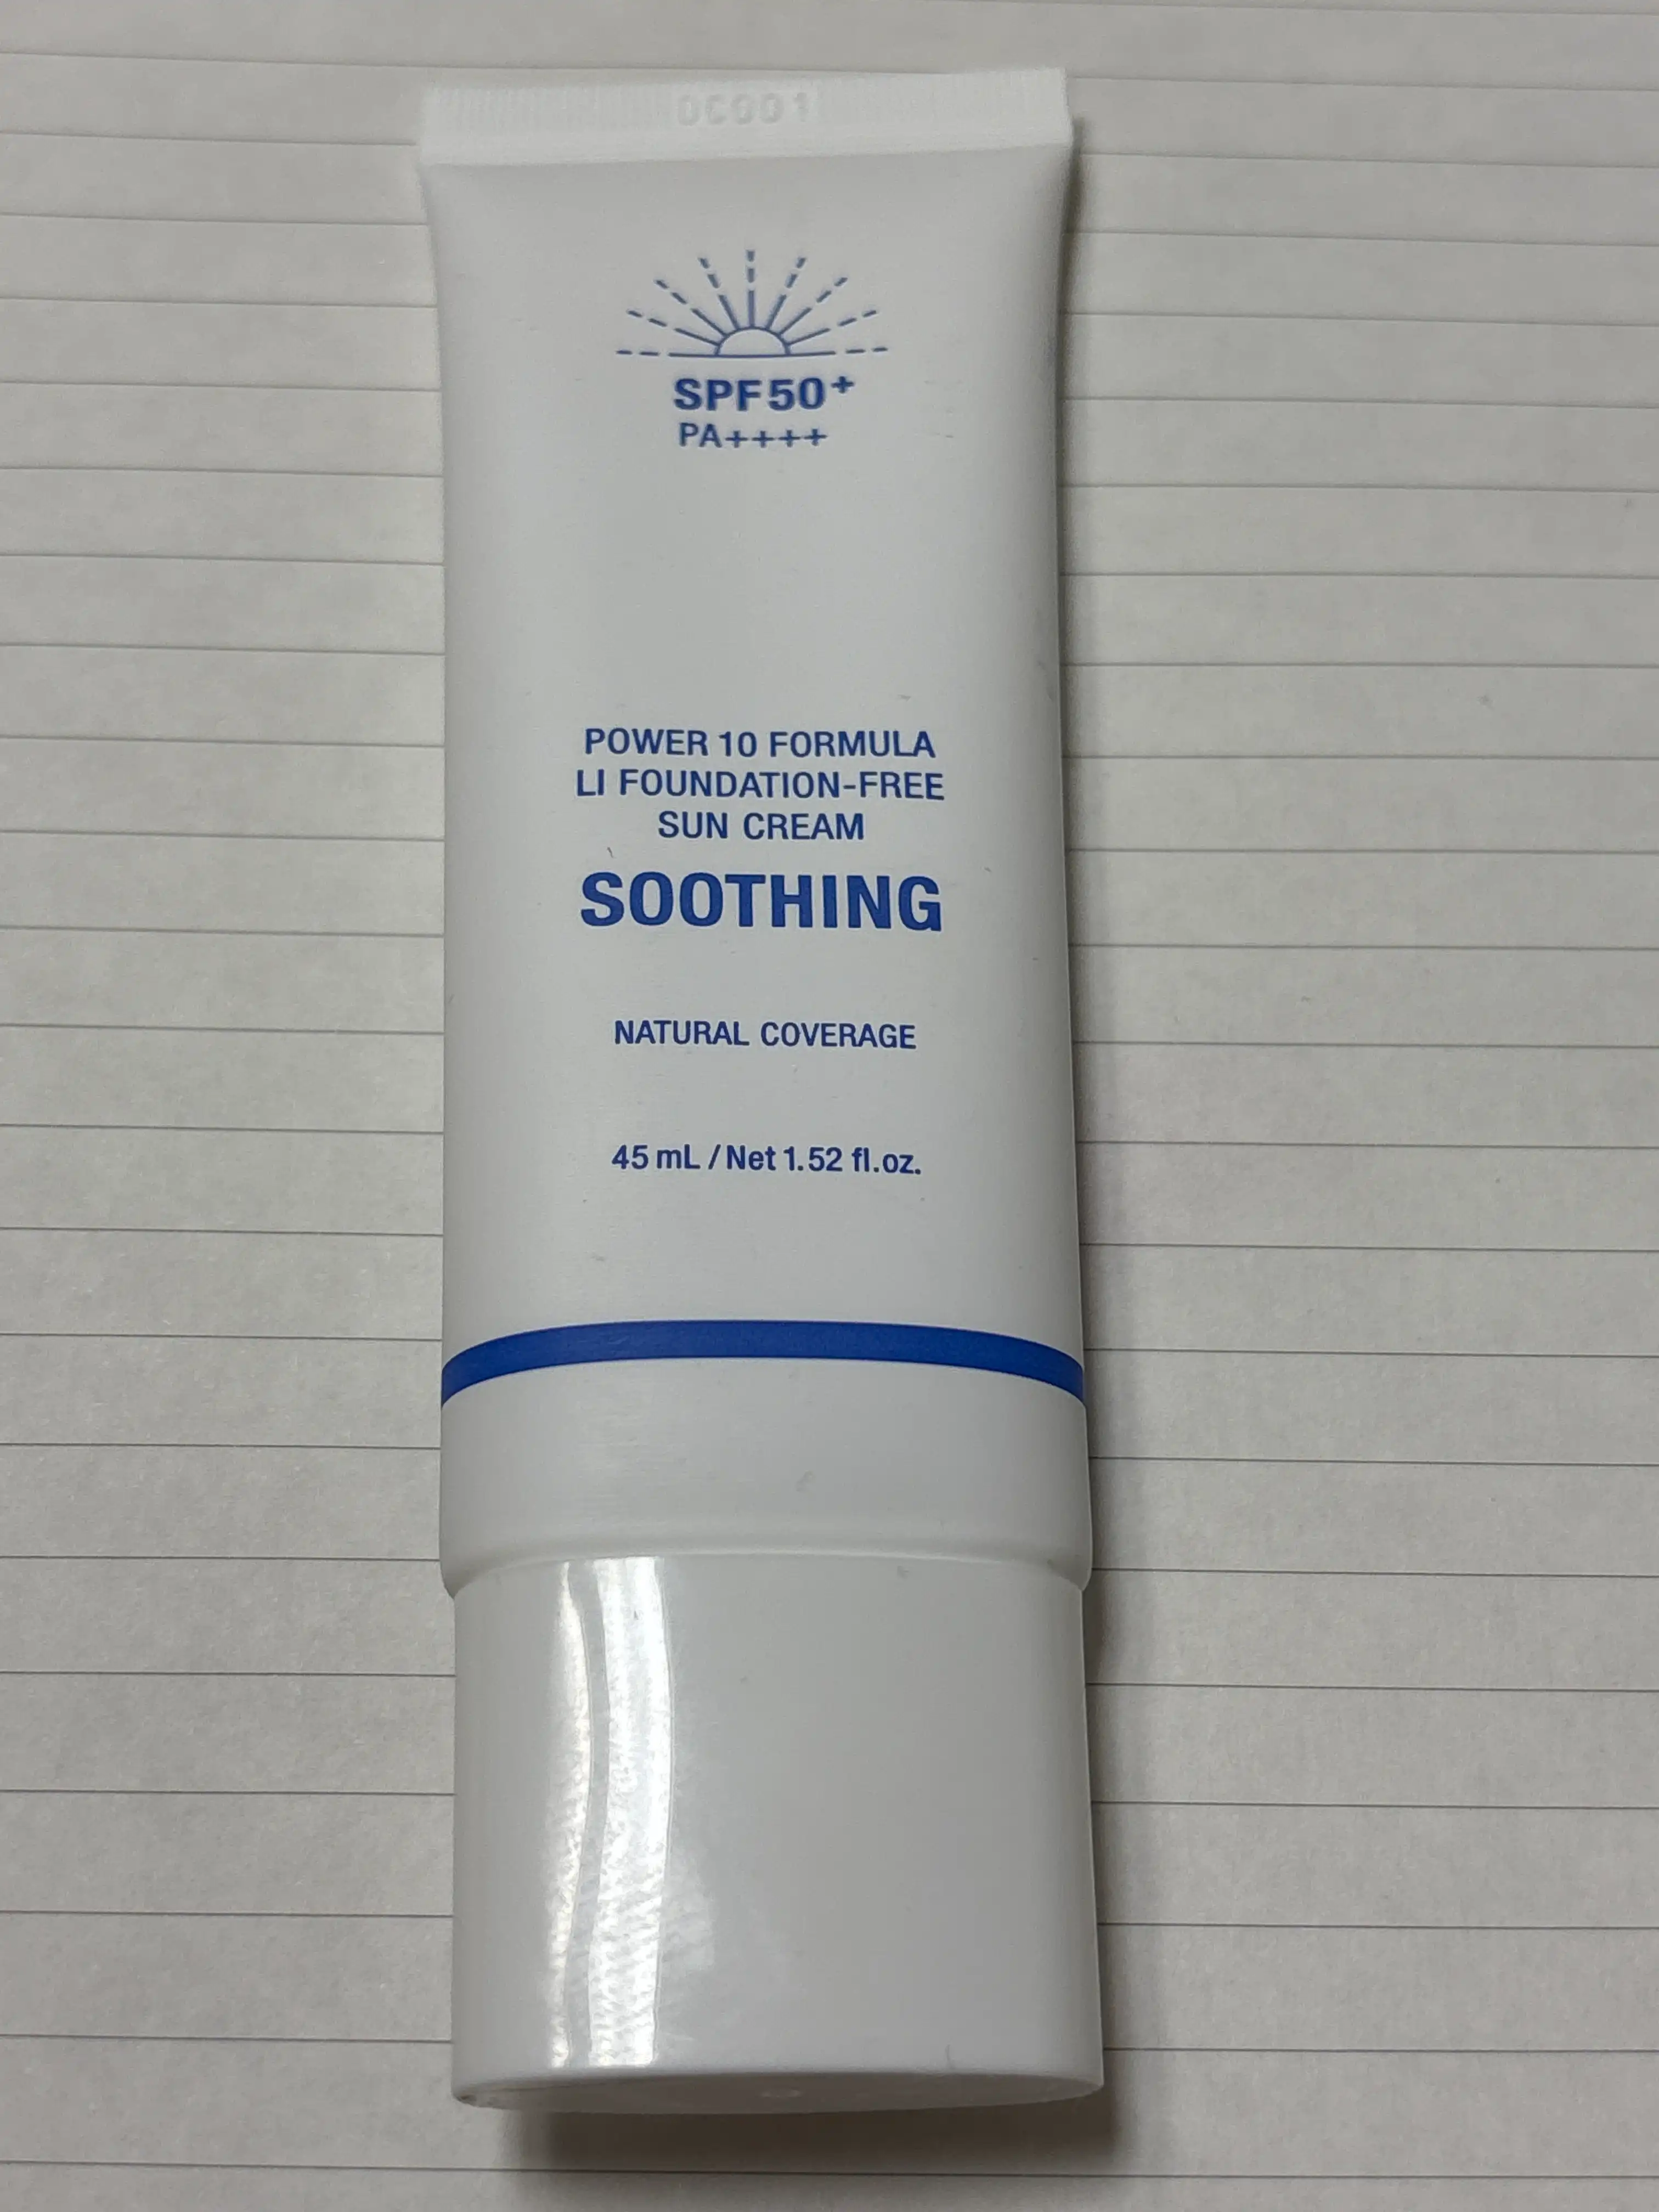 SPF50+
PA++++
POWER 10 FORMULA
LI FOUNDATION-FREE
SUN CREAM
SOOTHING
NATURAL COVERAGE
45 mL / Net 1.52 fl.oz.